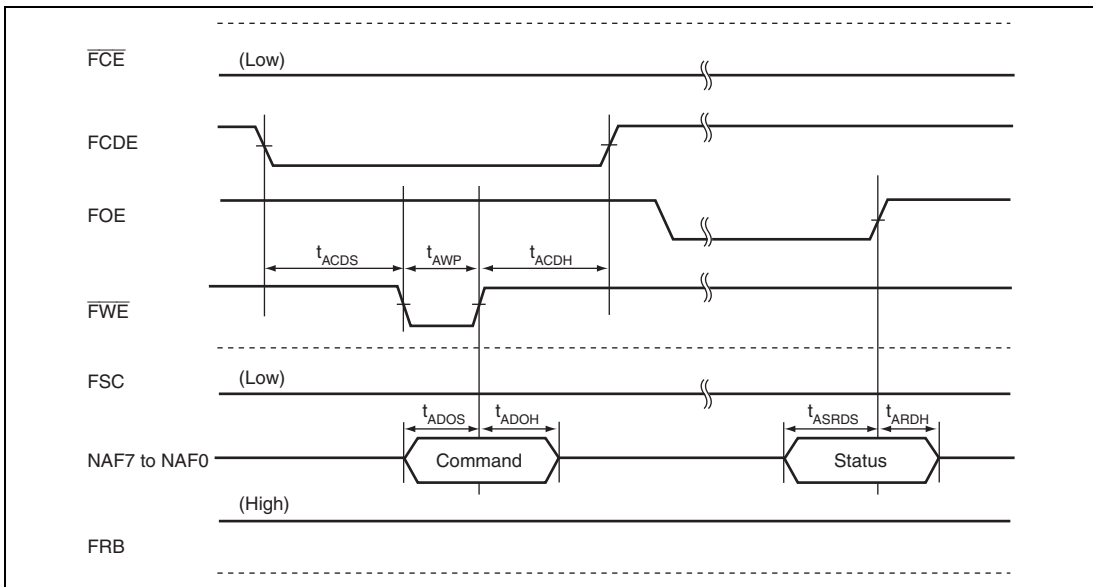 FCE (Low)
FCDE
FOE
tACDS tAWP tACDH
FWE
FSC (Low)
tADOS tADOH tASRDS tARDH
NAF7 to NAF0 Command Status
(High)
FRB